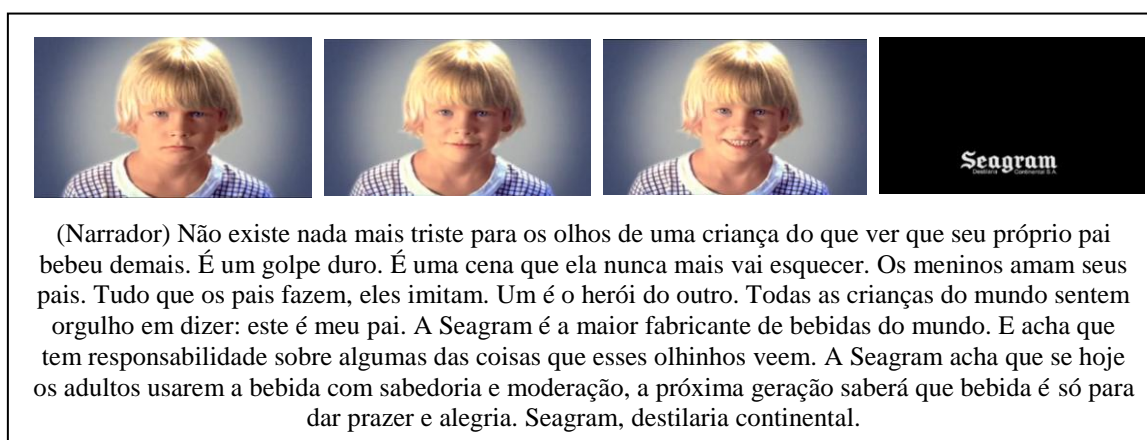 Seagram
Destilaria Continental S.A.
(Narrador) Não existe nada mais triste para os olhos de uma criança do que ver que seu próprio pai
bebeu demais. É um golpe duro. É uma cena que ela nunca mais vai esquecer. Os meninos amam seus
pais. Tudo que os pais fazem, eles imitam. Um é o herói do outro. Todas as crianças do mundo sentem
orgulho em dizer: este é meu pai. A Seagram é a maior fabricante de bebidas do mundo. E acha que
tem responsabilidade sobre algumas das coisas que esses olhinhos veem. A Seagram acha que se hoje
os adultos usarem a bebida com sabedoria e moderação, a próxima geração saberá que bebida é só para
dar prazer e alegria. Seagram, destilaria continental.